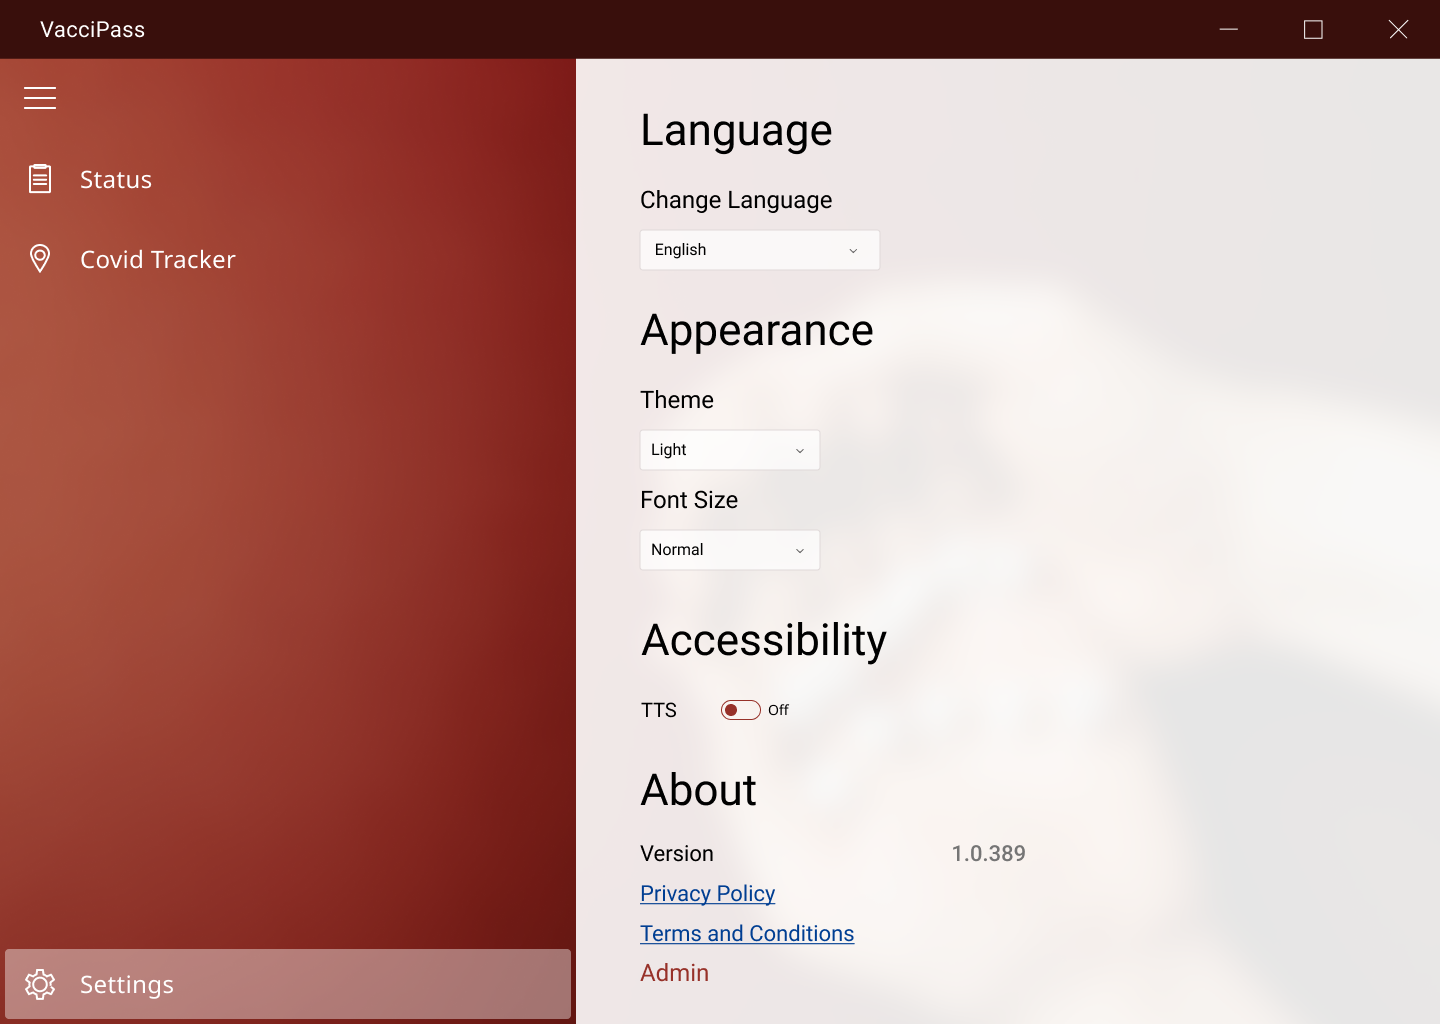 VacciPass
Status
Covid Tracker
Settings
Language
Change Language
English
Appearance
Theme
Light
Font Size
Normal
Accessibility
TTS Off
About
Version 1.0.389
Privacy Policy
Terms and Conditions
Admin